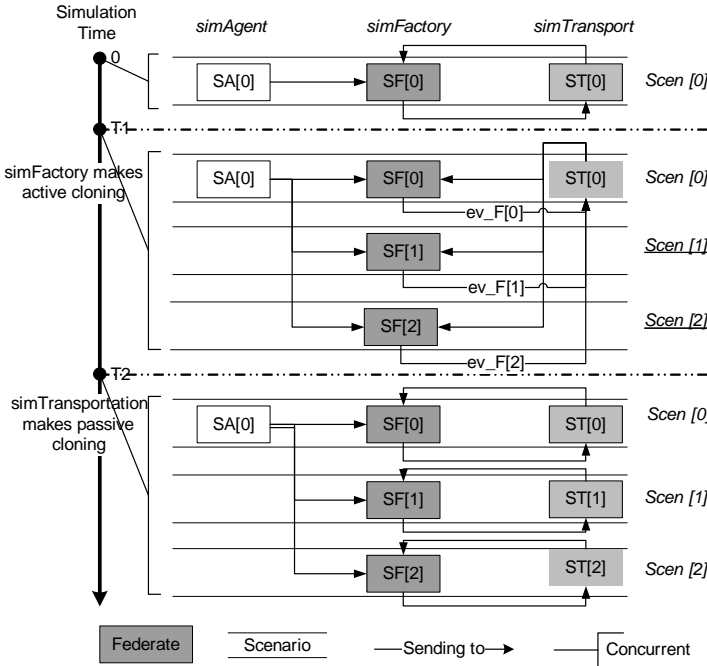 Simulation
Time
simAgent
simFactory
simTransport
0
SA[0]
SF[0]
ST[0]
Scen [0]
T1
simFactory makes
active cloning
SA[0]
SF[0]
ST[0]
Scen [0]
ev_F[0]
SF[1]
Scen [1]
ev_F[1]
SF[2]
Scen [2]
ev_F[2]
T2
simTransportation
makes passive
cloning
SA[0]
SF[0]
ST[0]
Scen [0]
SF[1]
ST[1]
Scen [1]
SF[2]
ST[2]
Scen [2]
Federate
Scenario
Sending to
Concurrent